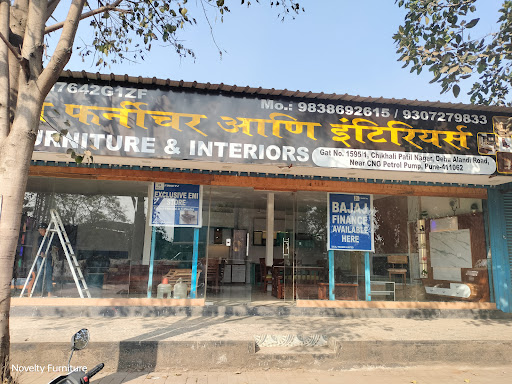 7642G1ZF
Mo.: 9838692615 / 9307279833
फर्नीचर आणि इंटिरियर्स
URNITURE & INTERIORS
Gat No. 1595/1, Chikhali Patil Nager, Dehu Alandi Road,
Near CNG Petrol Pump, Pune-411062
EXCLUSIVE EMI
BAJAJ
FINANCE
AVAILABLE
HERE
Novelty Furniture